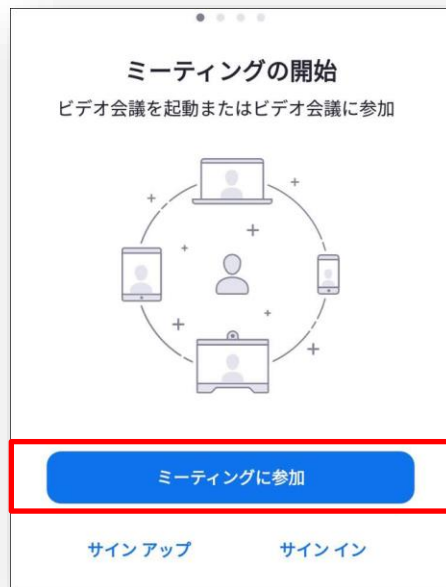 ミーティングの開始
ビデオ会議を起動またはビデオ会議に参加
ミーティングに参加
サイン アップ
サイン イン